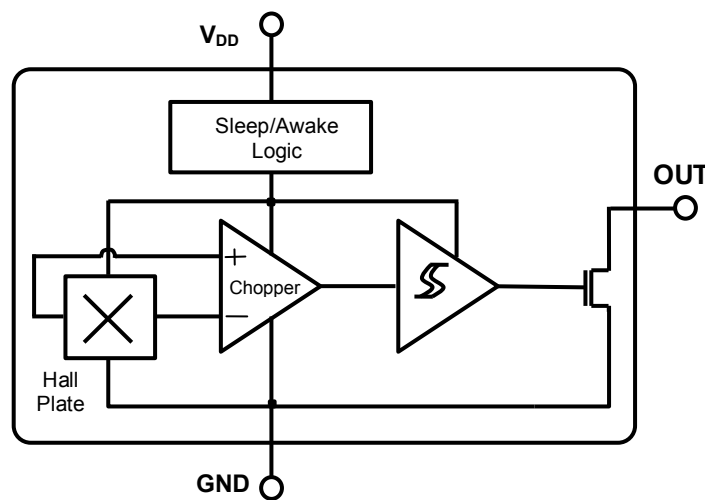 VDD
Sleep/Awake
Logic
OUT
+
Chopper
−
Hall
Plate
GND